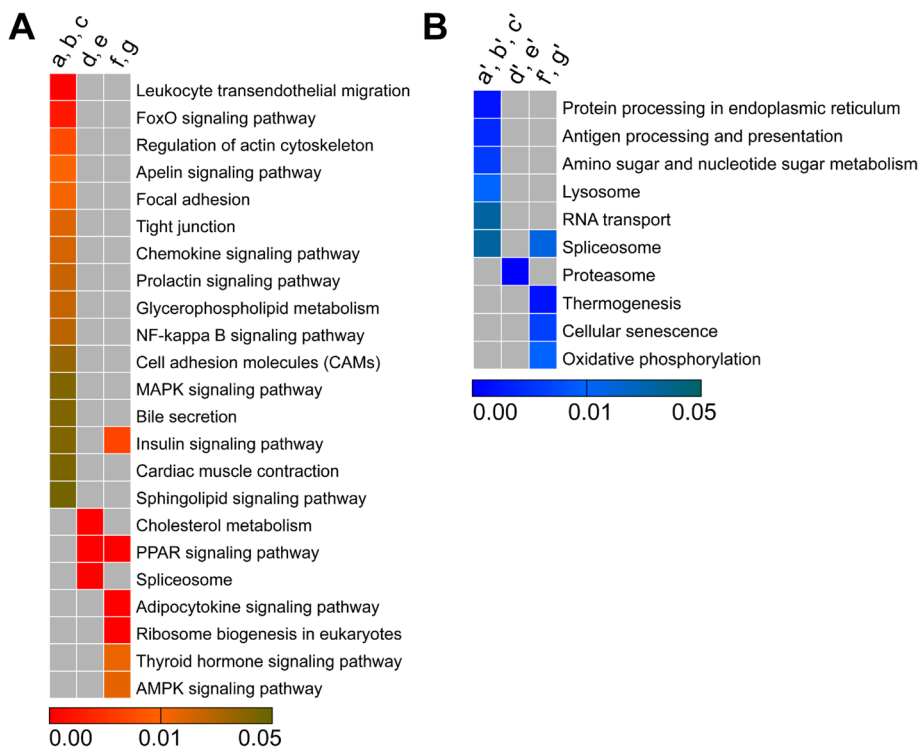 A
a, b, c
d, e
f, g
Leukocyte transendothelial migration
FoxO signaling pathway
Regulation of actin cytoskeleton
Apelin signaling pathway
Focal adhesion
Tight junction
Chemokine signaling pathway
Prolactin signaling pathway
Glycerophospholipid metabolism
NF-kappa B signaling pathway
Cell adhesion molecules (CAMs)
MAPK signaling pathway
Bile secretion
Insulin signaling pathway
Cardiac muscle contraction
Sphingolipid signaling pathway
Cholesterol metabolism
PPAR signaling pathway
Spliceosome
Adipocytokine signaling pathway
Ribosome biogenesis in eukaryotes
Thyroid hormone signaling pathway
AMPK signaling pathway
0.00 0.01 0.05
B
a', b', c'
d', e'
f', g'
Protein processing in endoplasmic reticulum
Antigen processing and presentation
Amino sugar and nucleotide sugar metabolism
Lysosome
RNA transport
Spliceosome
Proteasome
Thermogenesis
Cellular senescence
Oxidative phosphorylation
0.00 0.01 0.05